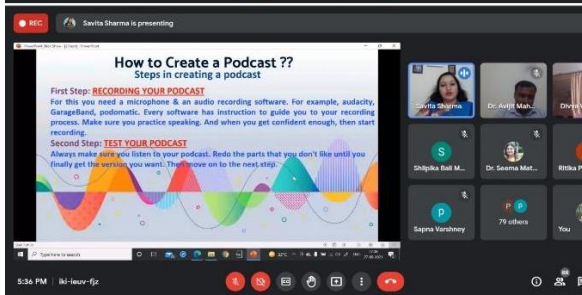 REC
Savita Sharma is presenting
How to Create a Podcast ??
Steps in creating a podcast
First Step: RECORDING YOUR PODCAST
For this you need a microphone & an audio recording software. For example, audacity,
GarageBand, podomatic. Every software has instruction to guide you to your recording
process. Make sure you practice speaking. And when you get confident enough, then start
recording.
Second Step: TEST YOUR PODCAST
Always make sure you listen to your podcast. Redo the parts that you don't like until you
finally get the version you want. Then move on to the next step.
Type here to search
Savita Sharma
Dr. Avijit Mah...
Divya
S
Shilpika Bali M...
Dr. Seema Mat...
Ritika P
P
Sapna Varshney
P P
79 others
You
5:36 PM | iki-ieuv-fjz
88